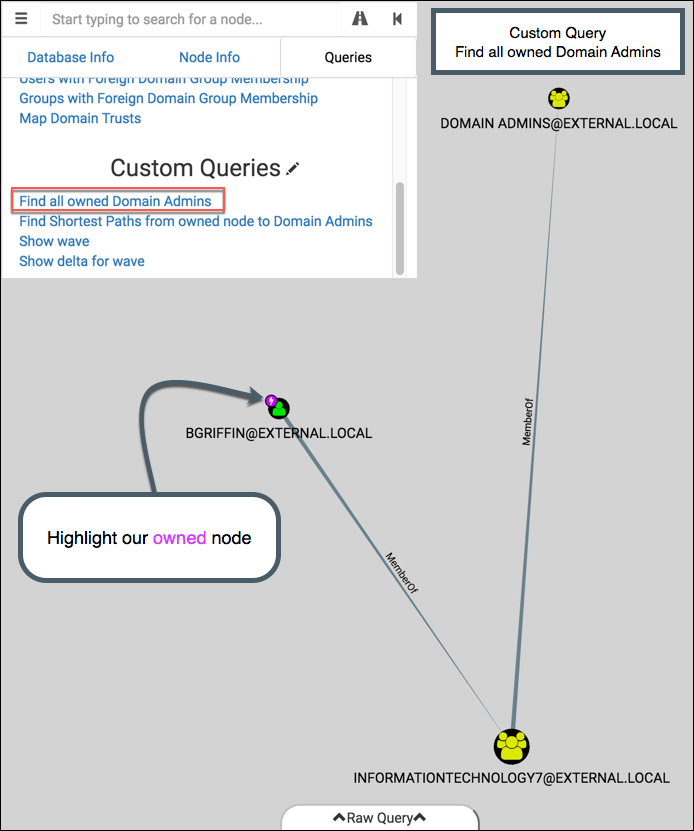 Start typing to search for a node...
Database Info Node Info Queries
Users with Foreign Domain Group Membership
Groups with Foreign Domain Group Membership
Map Domain Trusts
Custom Queries
Find all owned Domain Admins
Find Shortest Paths from owned node to Domain Admins
Show wave
Show delta for wave
Custom Query
Find all owned Domain Admins
DOMAIN ADMINS@EXTERNAL.LOCAL
MemberOf
BGRIFFIN@EXTERNAL.LOCAL
Highlight our owned node
MemberOf
INFORMATIONTECHNOLOGY7@EXTERNAL.LOCAL
Raw Query